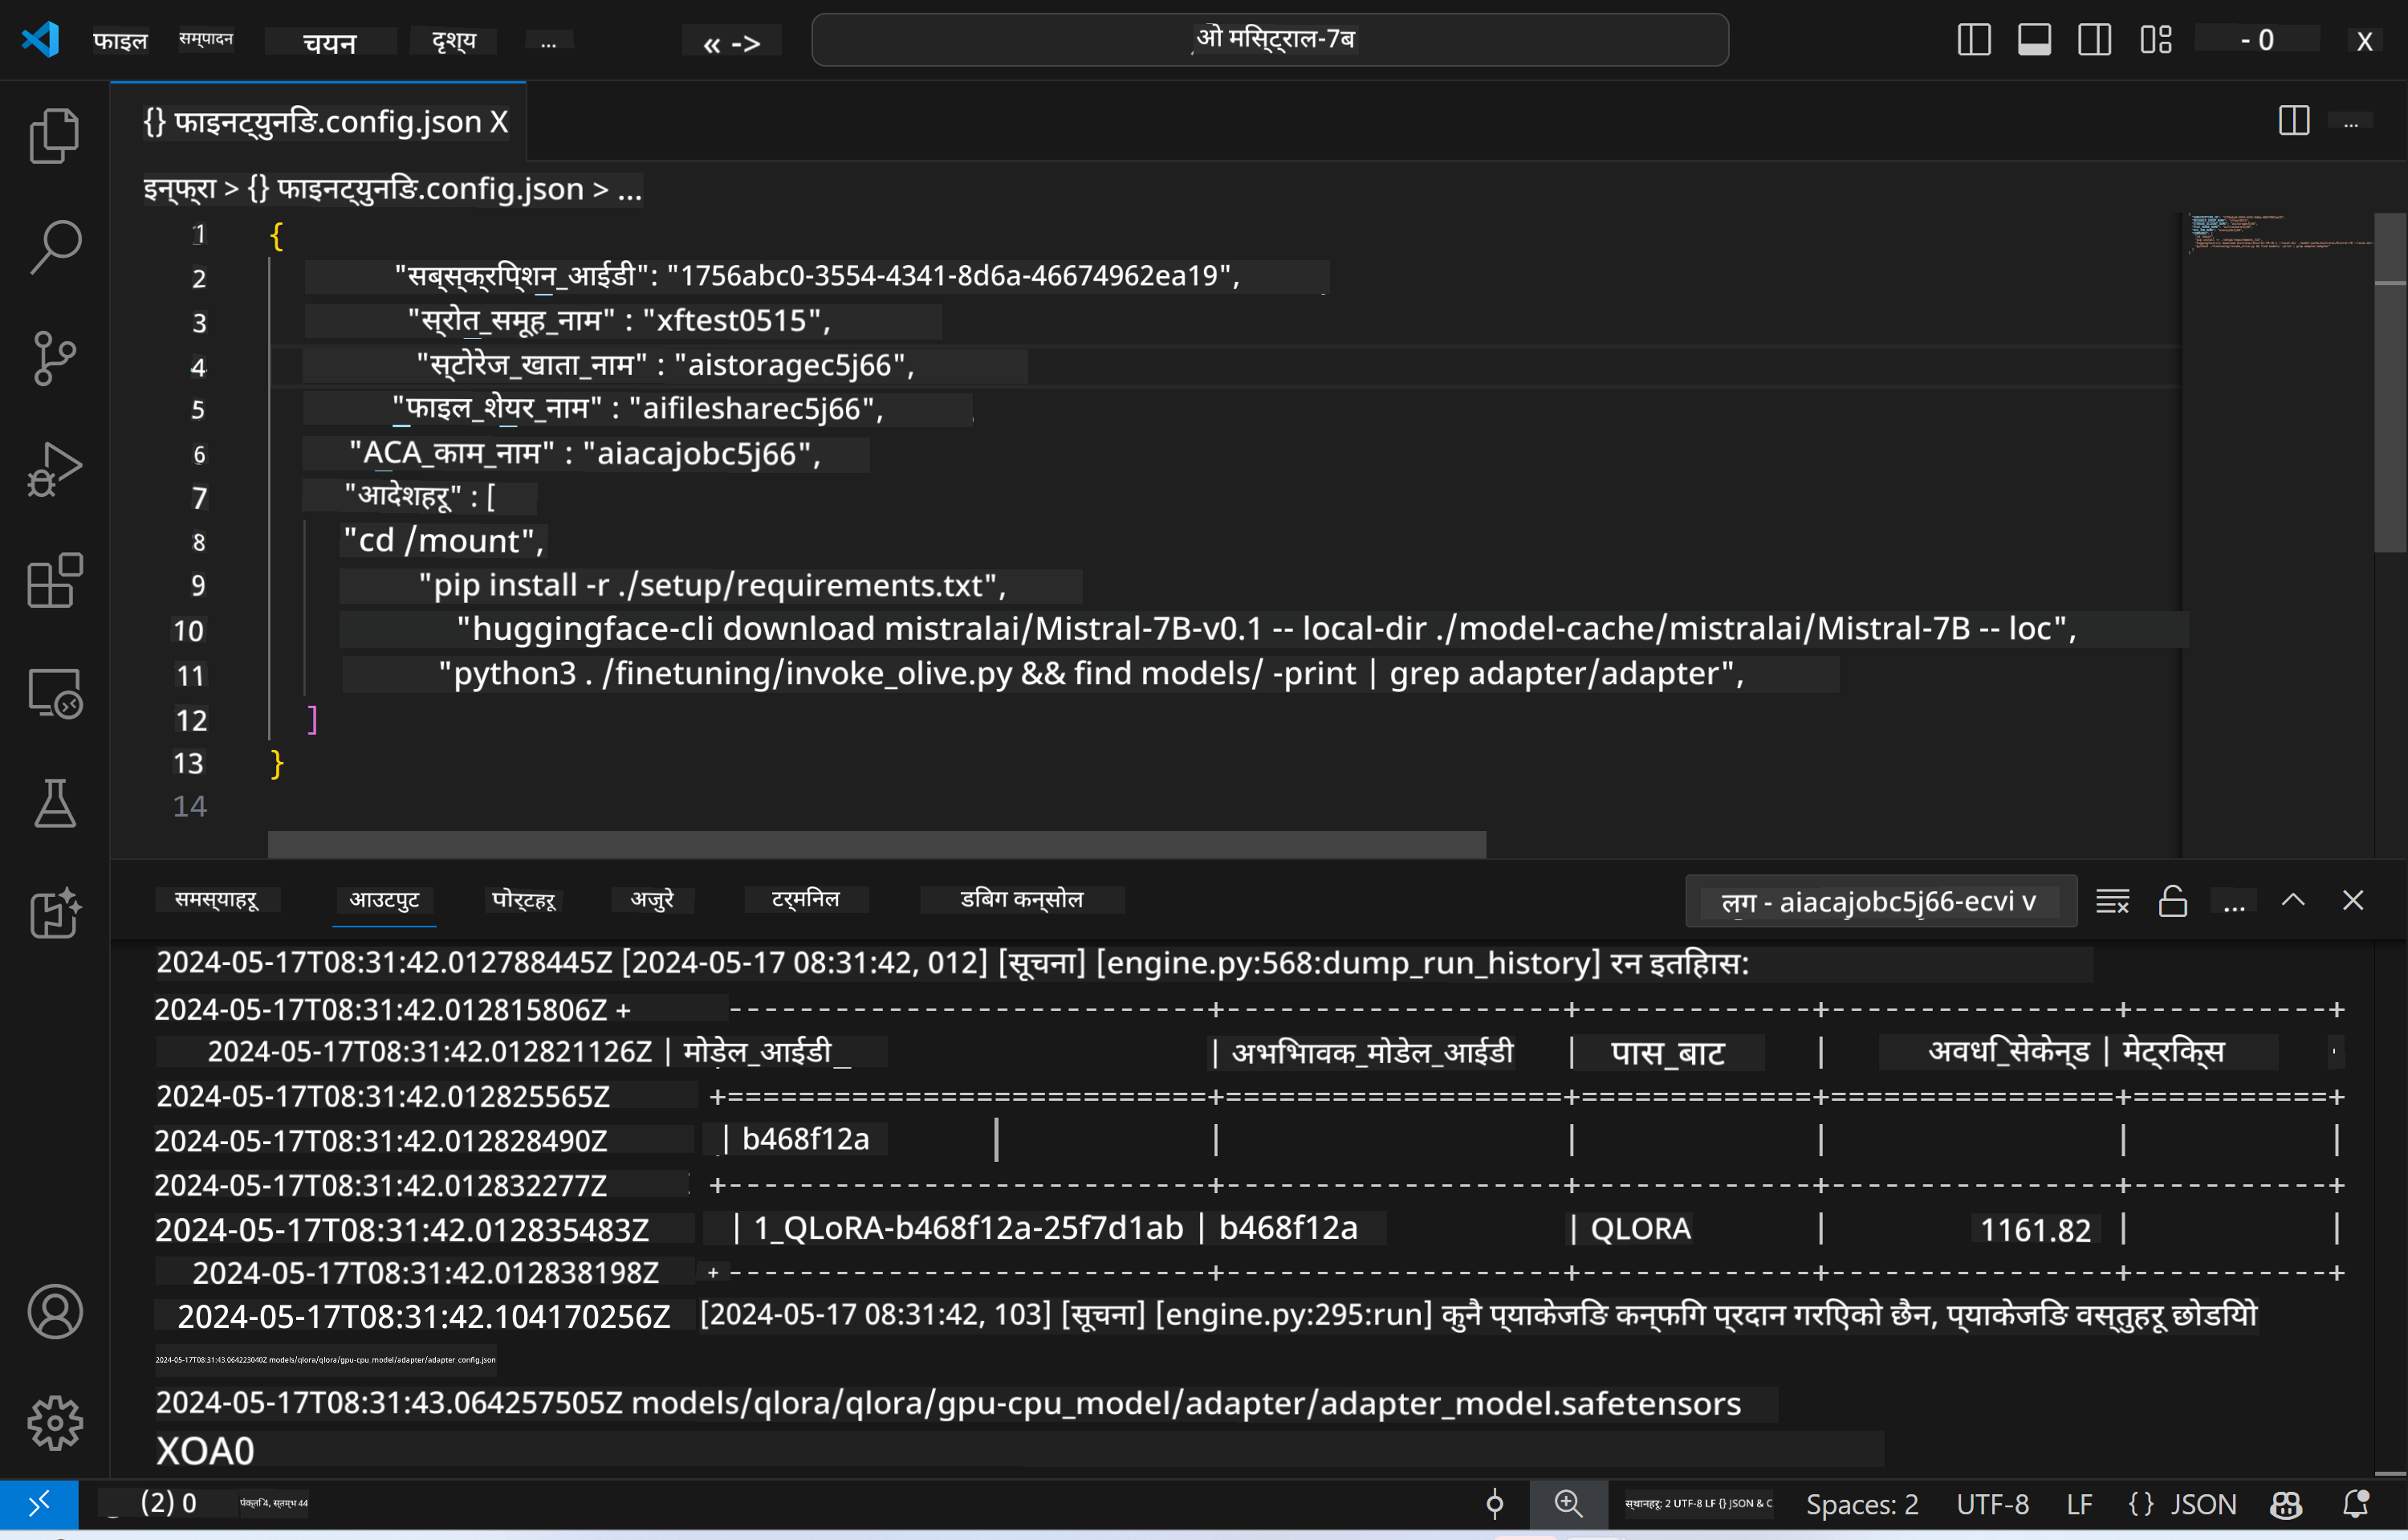 फाइल सम्पादन चयन दृश्य ... « -> ओ मिस्ट्राल-7ब - 0 X
{} फाइनट्युनिङ.config.json X ...
इन्फ्रा > {} फाइनट्युनिङ.config.json > ...
1 {
2 "सब्सक्रिप्शन_आईडी": "1756abc0-3554-4341-8d6a-46674962ea19",
3 "स्रोत_समूह_नाम" : "xftest0515",
4 "स्टोरेज_खाता_नाम" : "aistoragec5j66",
5 "फाइल_शेयर_नाम" : "aifilesharec5j66",
6 "ACA_काम_नाम" : "aiacajobc5j66",
7 "आदेशहरू" : [
8 "cd /mount",
9 "pip install -r ./setup/requirements.txt",
10 "huggingface-cli download mistralai/Mistral-7B-v0.1 -- local-dir ./model-cache/mistralai/Mistral-7B -- loc",
11 "python3 . /finetuning/invoke_olive.py && find models/ -print | grep adapter/adapter",
12 ]
13 }
14
समस्याहरू आउटपुट पोर्टहरू अजुरे टर्मिनल डिबग कन्सोल लग - aiacajobc5j66-ecvi v ...
2024-05-17T08:31:42.012788445Z [2024-05-17 08:31:42, 012] [सूचना] [engine.py:568:dump_run_history] रन इतिहास:
2024-05-17T08:31:42.012815806Z + ---------------------------+-------------------+-------------+----------------+-----------+
2024-05-17T08:31:42.012821126Z | मोडेल_आईडी | अभिभावक_मोडेल_आईडी | पास_बाट | अवधि_सेकेन्ड | मेट्रिक्स
2024-05-17T08:31:42.012825565Z +===========================+===================+=============+================+===========+
2024-05-17T08:31:42.012828490Z | b468f12a | | | | |
2024-05-17T08:31:42.012832277Z +---------------------------+-------------------+-------------+----------------+-----------+
2024-05-17T08:31:42.012835483Z | 1_QLoRA-b468f12a-25f7d1ab | b468f12a | QLORA | 1161.82 | |
2024-05-17T08:31:42.012838198Z +---------------------------+-------------------+-------------+----------------+-----------+
2024-05-17T08:31:42.104170256Z [2024-05-17 08:31:42, 103] [सूचना] [engine.py:295:run] कुनै प्याकेजिङ कन्फिग प्रदान गरिएको छैन, प्याकेजिङ वस्तुहरू छोडियो
2024-05-17T08:31:43.064223040Z models/qlora/qlora/gpu-cpu_model/adapter/adapter_config.json
2024-05-17T08:31:43.064257505Z models/qlora/qlora/gpu-cpu_model/adapter/adapter_model.safetensors
XOA0
(2) 0 पंक्ति 4, स्तम्भ 44 स्थानहरू: 2 UTF-8 LF {} JSON & C Spaces: 2 UTF-8 LF {} JSON